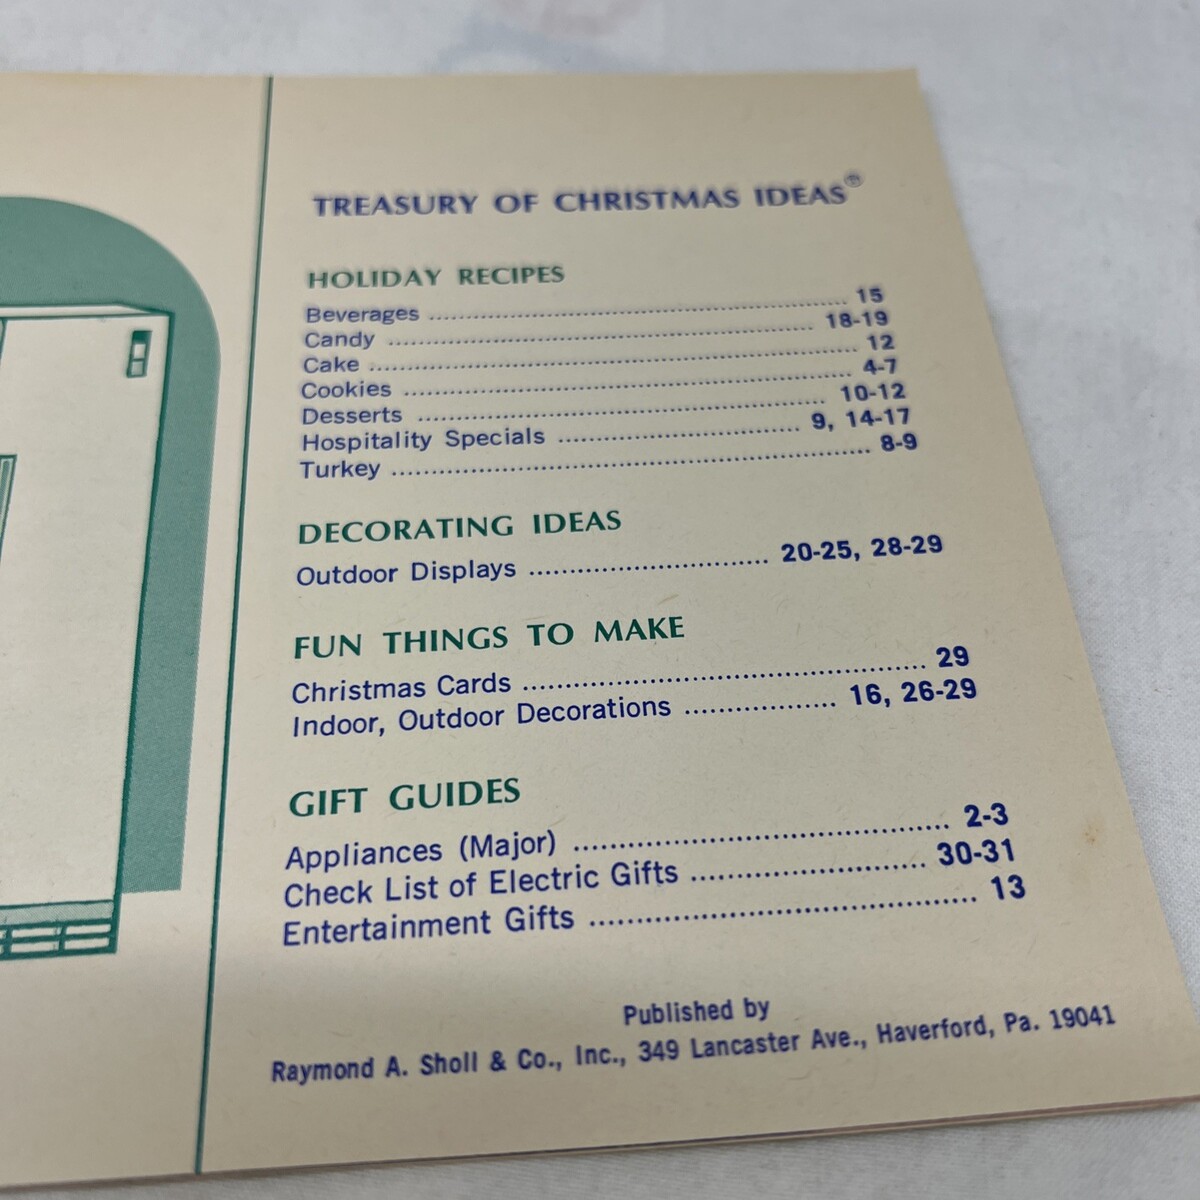 TREASURY OF CHRISTMAS IDEAS®
HOLIDAY RECIPES
Beverages ........ 15
Candy ........ 18-19
Cake ........ 12
Cookies ........ 4-7
Desserts ........ 10-12
Hospitality Specials ........ 9, 14-17
Turkey ........ 8-9
DECORATING IDEAS
Outdoor Displays ........ 20-25, 28-29
FUN THINGS TO MAKE
Christmas Cards ........ 29
Indoor, Outdoor Decorations ........ 16, 26-29
GIFT GUIDES
Appliances (Major) ........ 2-3
Check List of Electric Gifts ........ 30-31
Entertainment Gifts ........ 13
Published by
Raymond A. Sholl & Co., Inc., 349 Lancaster Ave., Haverford, Pa. 19041